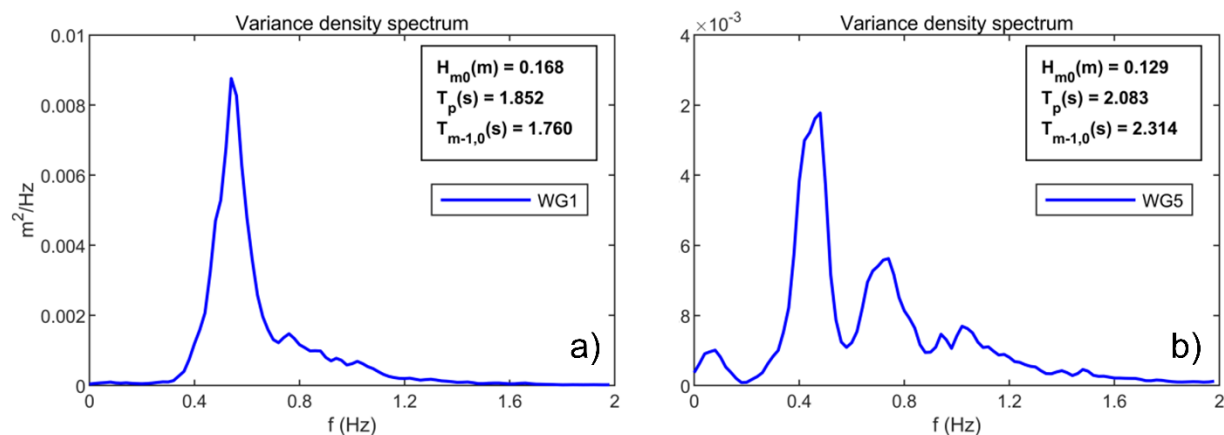 Variance density spectrum
0.01
0.008
0.006
0.004
0.002
0
m²/Hz
0 0.4 0.8 1.2 1.6 2
f (Hz)
H_m0(m) = 0.168
T_p(s) = 1.852
T_m-1,0(s) = 1.760
WG1
a)
Variance density spectrum
×10⁻³
4
2
6
8
0
0 0.4 0.8 1.2 1.6 2
f (Hz)
H_m0(m) = 0.129
T_p(s) = 2.083
T_m-1,0(s) = 2.314
WG5
b)